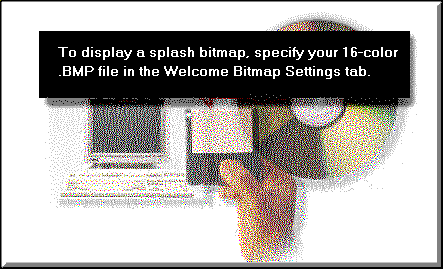 To display a splash bitmap, specify your 16-color
.BMP file in the Welcome Bitmap Settings tab.